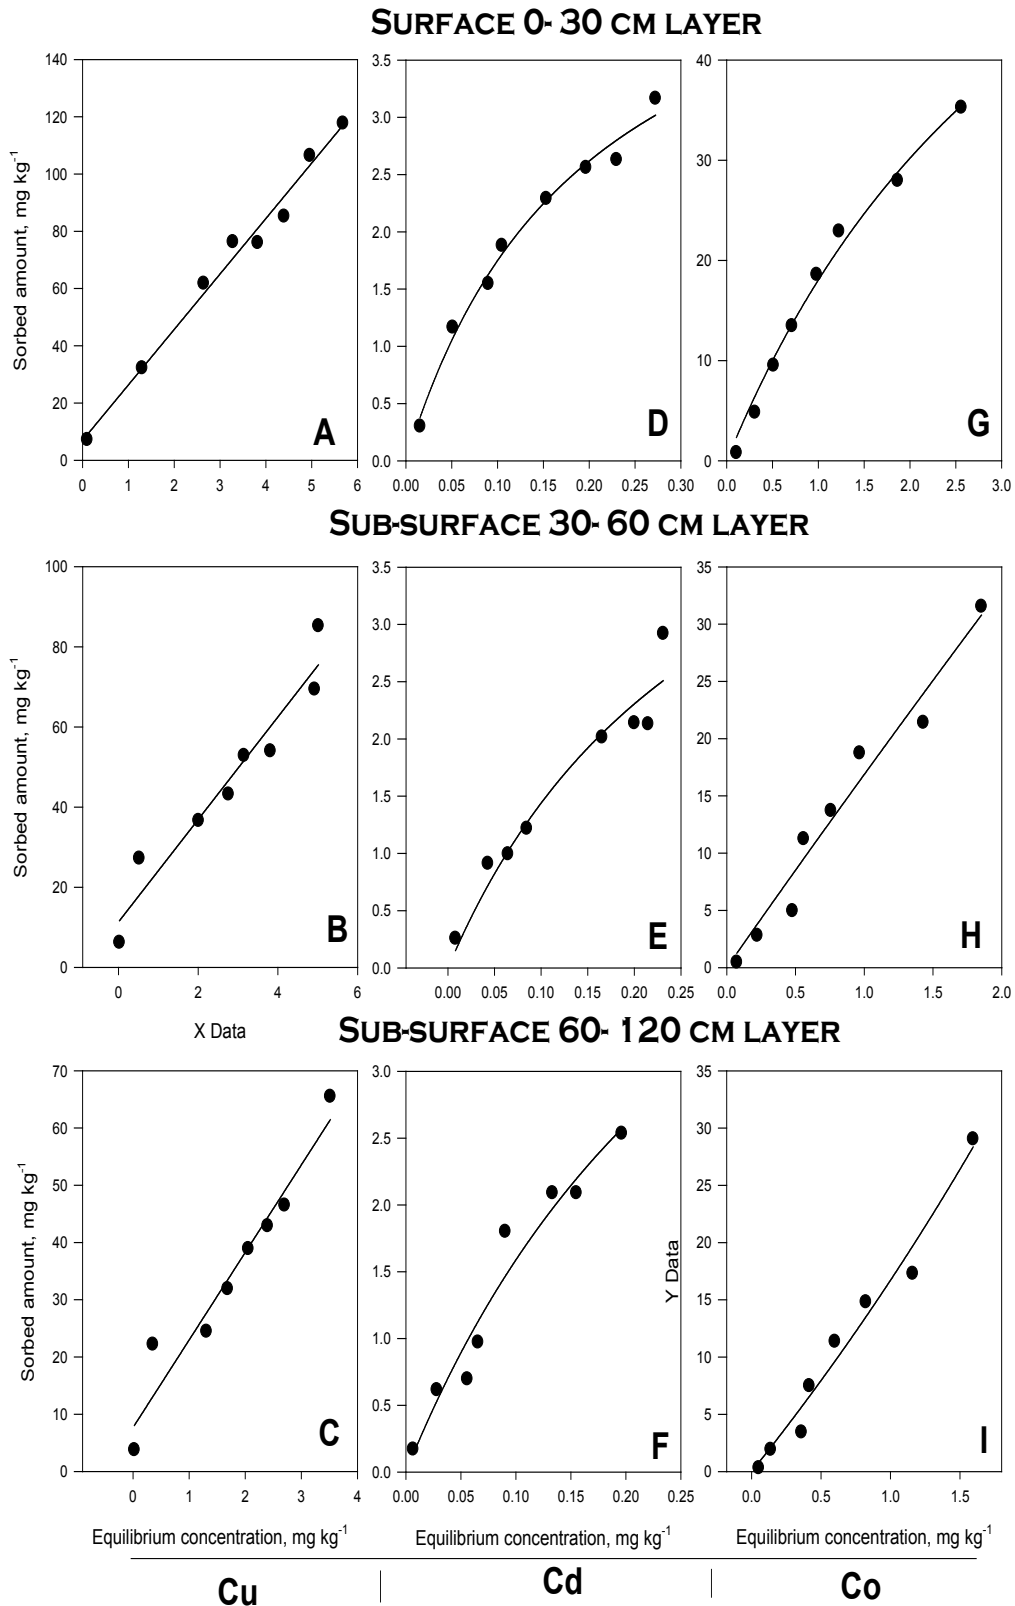 SURFACE 0- 30 CM LAYER
Sorbed amount, mg kg-1
140
120
100
80
60
40
20
0
0 1 2 3 4 5 6
A
3.5
3.0
2.5
2.0
1.5
1.0
0.5
0.0
0.00 0.05 0.10 0.15 0.20 0.25 0.30
D
40
30
20
10
0
0.0 0.5 1.0 1.5 2.0 2.5 3.0
G
SUB-SURFACE 30- 60 CM LAYER
Sorbed amount, mg kg-1
100
80
60
40
20
0
0 2 4 6
X Data
B
3.5
3.0
2.5
2.0
1.5
1.0
0.5
0.0
0.00 0.05 0.10 0.15 0.20 0.25
E
35
30
25
20
15
10
5
0
0.0 0.5 1.0 1.5 2.0
H
SUB-SURFACE 60- 120 CM LAYER
Sorbed amount, mg kg-1
70
60
50
40
30
20
10
0
0 1 2 3 4
C
Equilibrium concentration, mg kg-1
3.0
2.5
2.0
1.5
1.0
0.5
0.0
0.00 0.05 0.10 0.15 0.20 0.25
F
Equilibrium concentration, mg kg-1
Y Data
35
30
25
20
15
10
5
0
0.0 0.5 1.0 1.5
I
Equilibrium concentration, mg kg-1
Cu Cd Co